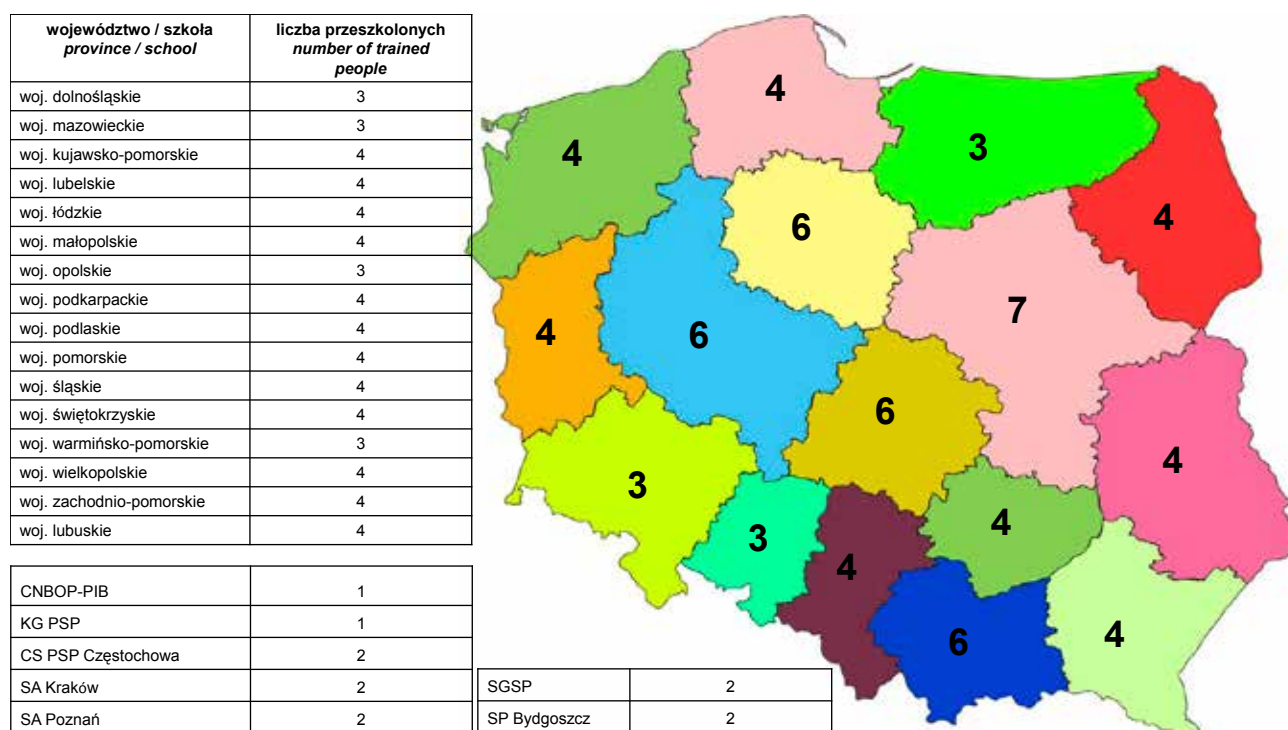 województwo / szkoła
province / school
liczba przeszkolonych
number of trained
people
woj. dolnośląskie 3
woj. mazowieckie 3
woj. kujawsko-pomorskie 4
woj. lubelskie 4
woj. łódzkie 4
woj. małopolskie 4
woj. opolskie 3
woj. podkarpackie 4
woj. podlaskie 4
woj. pomorskie 4
woj. śląskie 4
woj. świętokrzyskie 4
woj. warmińsko-pomorskie 3
woj. wielkopolskie 4
woj. zachodnio-pomorskie 4
woj. lubuskie 4
CNBOP-PIB 1
KG PSP 1
CS PSP Częstochowa 2
SA Kraków 2
SA Poznań 2
SGSP 2
SP Bydgoszcz 2
4
4
3
4
6
4
6
7
6
3
4
3
4
4
6
4